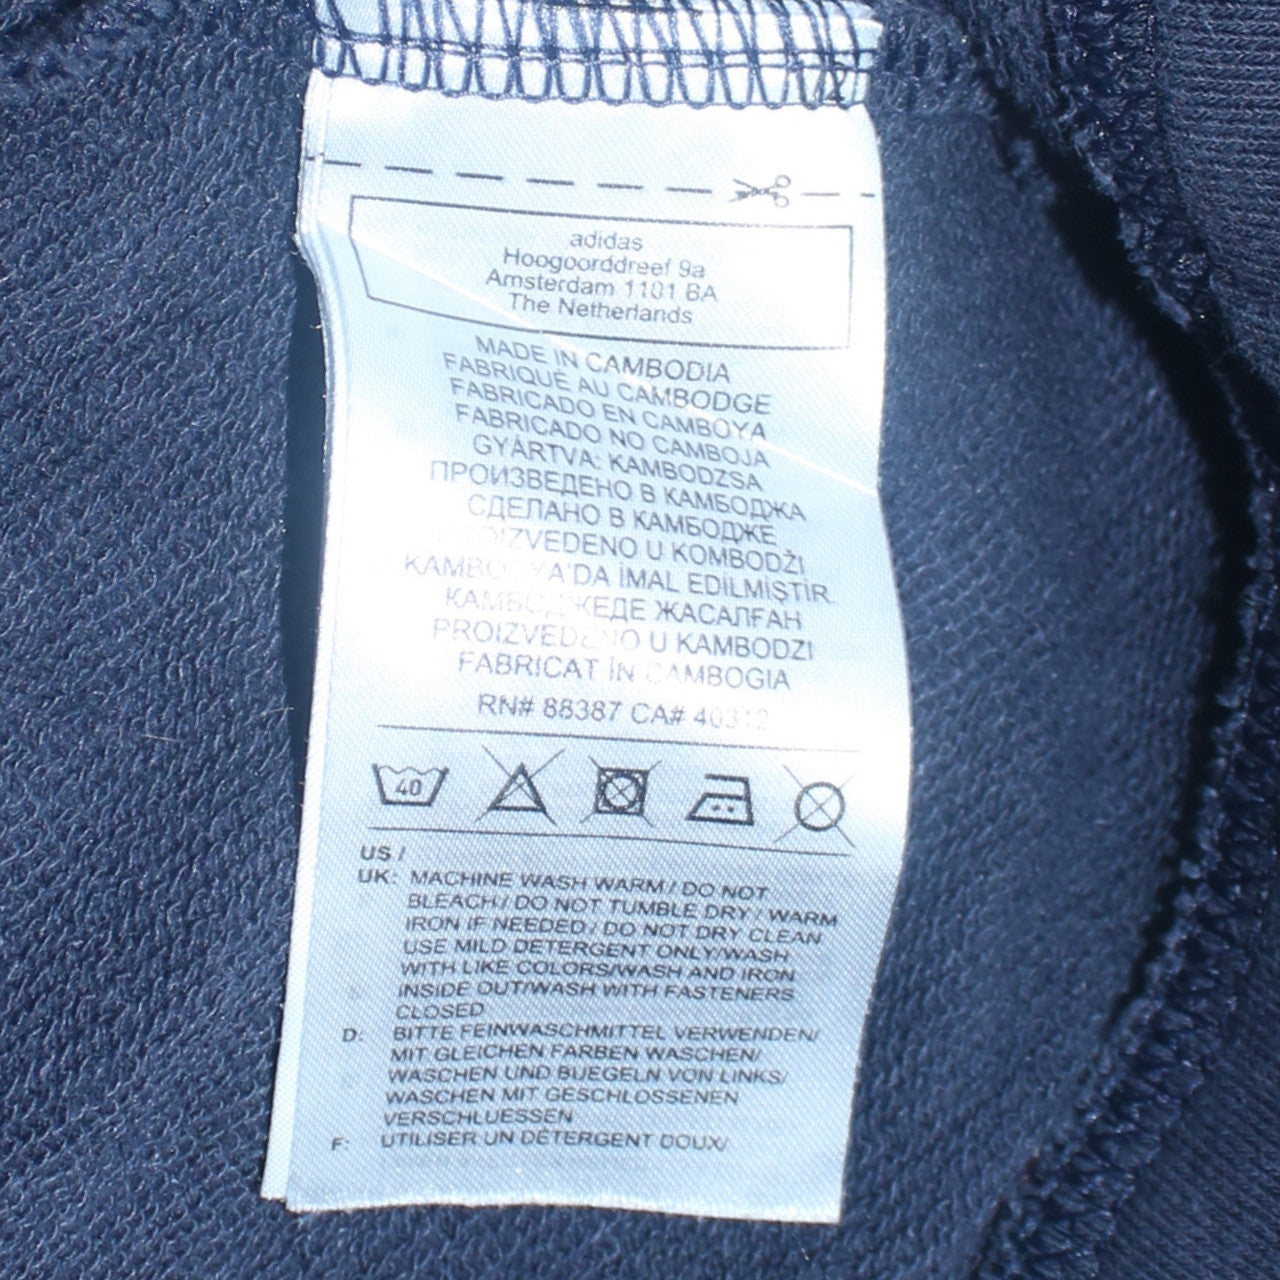 adidas
Hoogoorddreef 9a
Amsterdam 1101 BA
The Netherlands
MADE IN CAMBODIA
FABRIQUÉ AU CAMBODGE
FABRICADO EN CAMBOYA
FABRICADO NO CAMBOJA
GYÁRTVA: KAMBODZSA
ПРОИЗВЕДЕНО В КАМБОДЖА
СДЕЛАНО В КАМБОДЖЕ
U KOMBODŽI
İMAL EDİLMİŞTİR.
ЖАСАЛҒАН
PROIZVEDENO U KAMBODZI
FABRICAT ÎN CAMBOGIA
RN# 88387 CA# 40312
40
US /
UK: MACHINE WASH WARM / DO NOT
BLEACH / DO NOT TUMBLE DRY / WARM
IRON IF NEEDED / DO NOT DRY CLEAN
USE MILD DETERGENT ONLY/WASH
WITH LIKE COLORS/WASH AND IRON
INSIDE OUT/WASH WITH FASTENERS
CLOSED
D: BITTE FEINWASCHMITTEL VERWENDEN/
MIT GLEICHEN FARBEN WASCHEN/
WASCHEN UND BUEGELN VON LINKS/
WASCHEN MIT GESCHLOSSENEN
VERSCHLUESSEN
F: UTILISER UN DÉTERGENT DOUX/